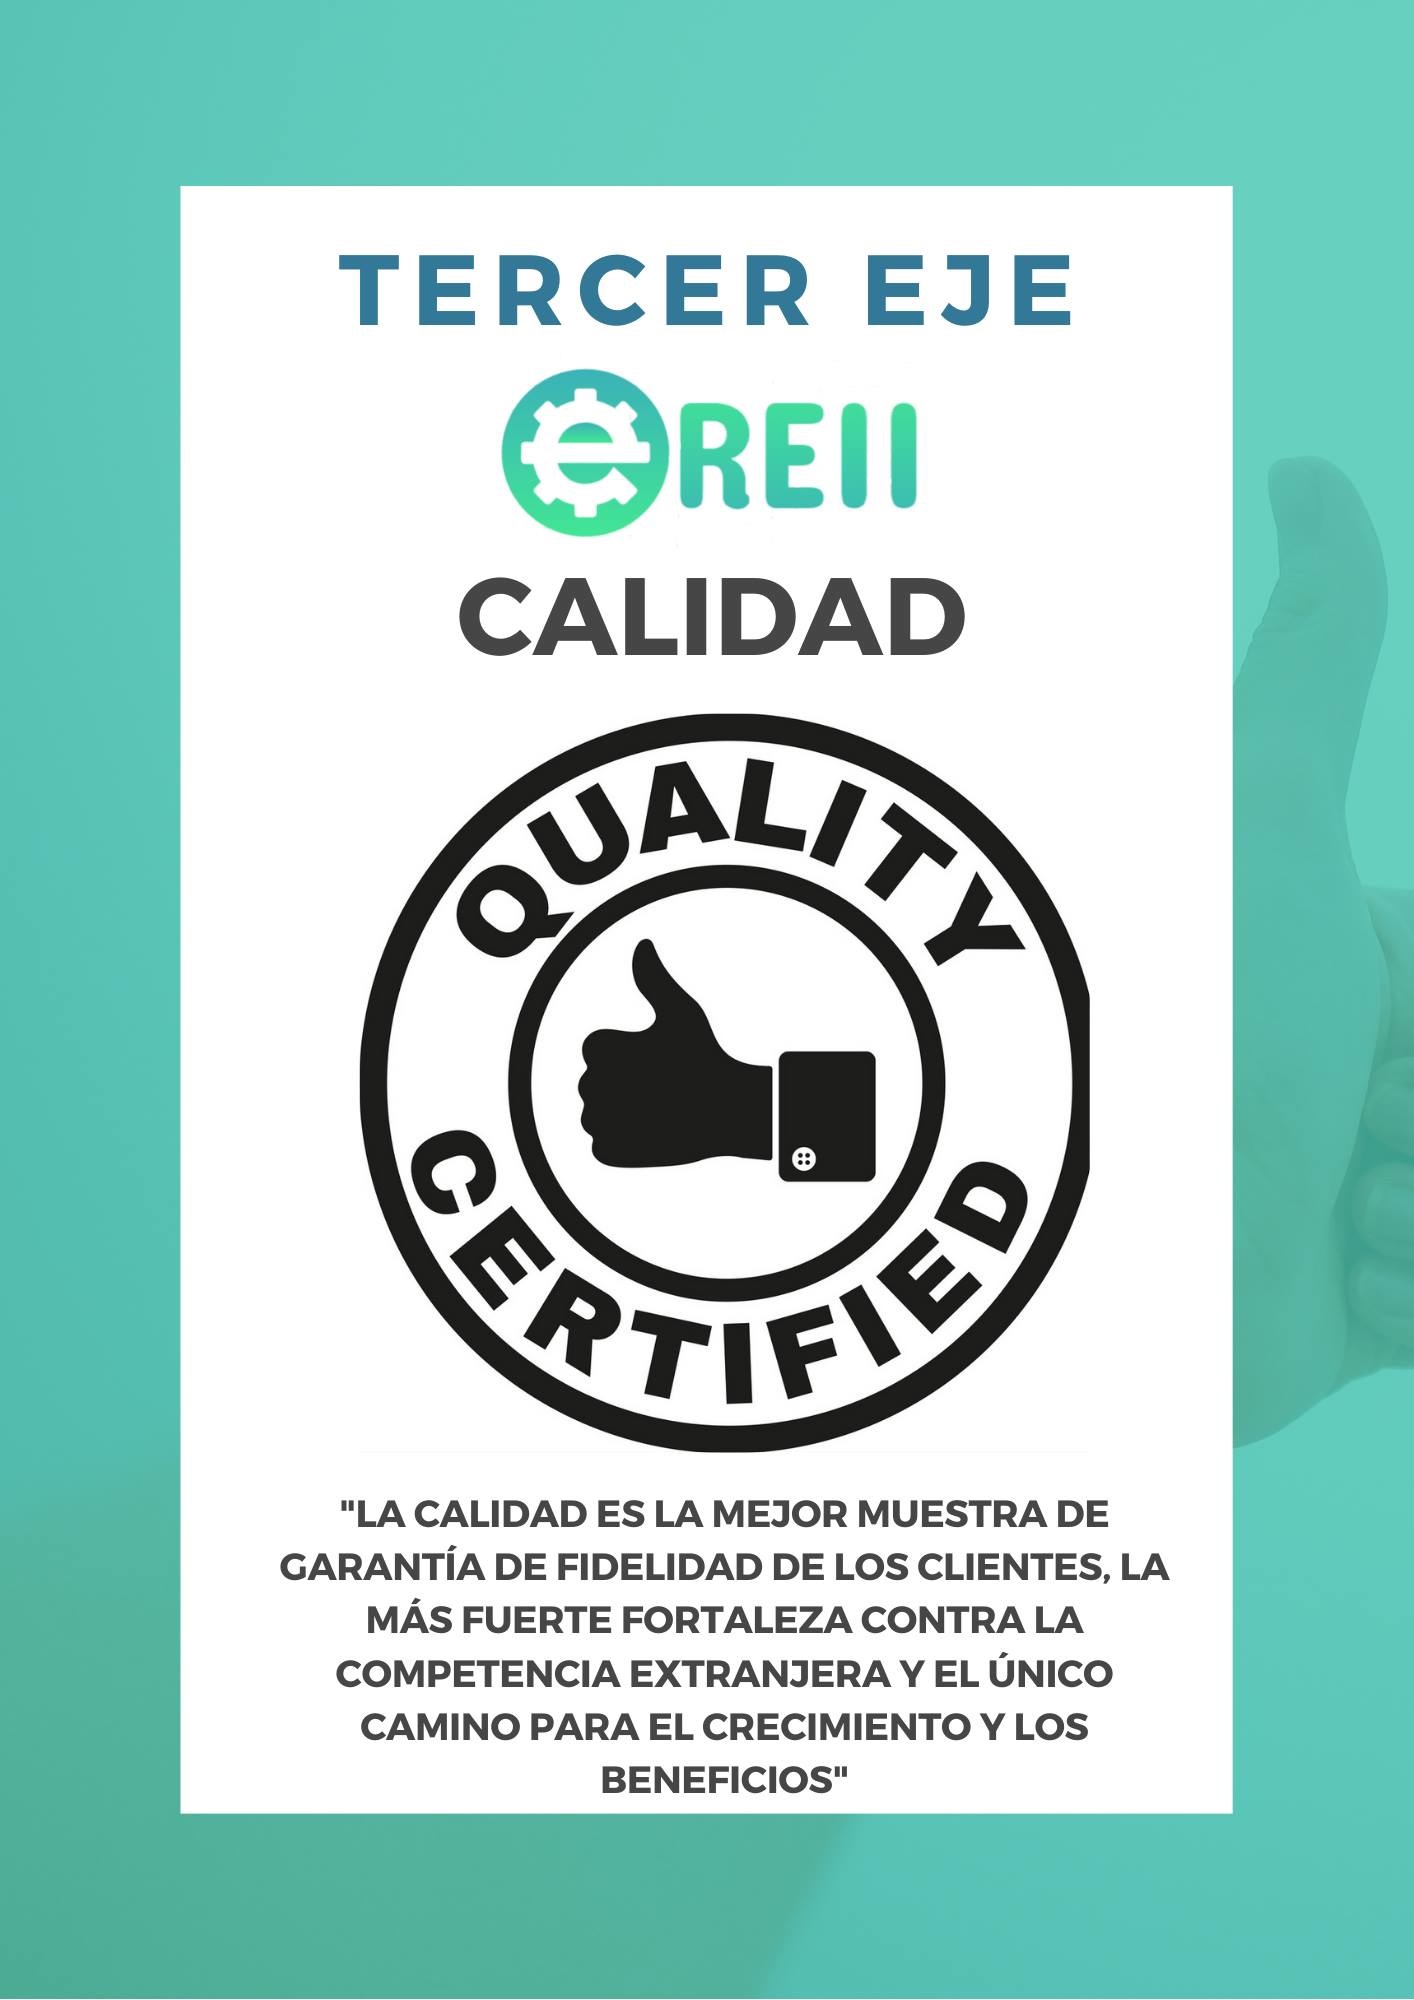 TERCER EJE
eREII
CALIDAD
QUALITY
CERTIFIED
"LA CALIDAD ES LA MEJOR MUESTRA DE
GARANTÍA DE FIDELIDAD DE LOS CLIENTES, LA
MÁS FUERTE FORTALEZA CONTRA LA
COMPETENCIA EXTRANJERA Y EL ÚNICO
CAMINO PARA EL CRECIMIENTO Y LOS
BENEFICIOS"